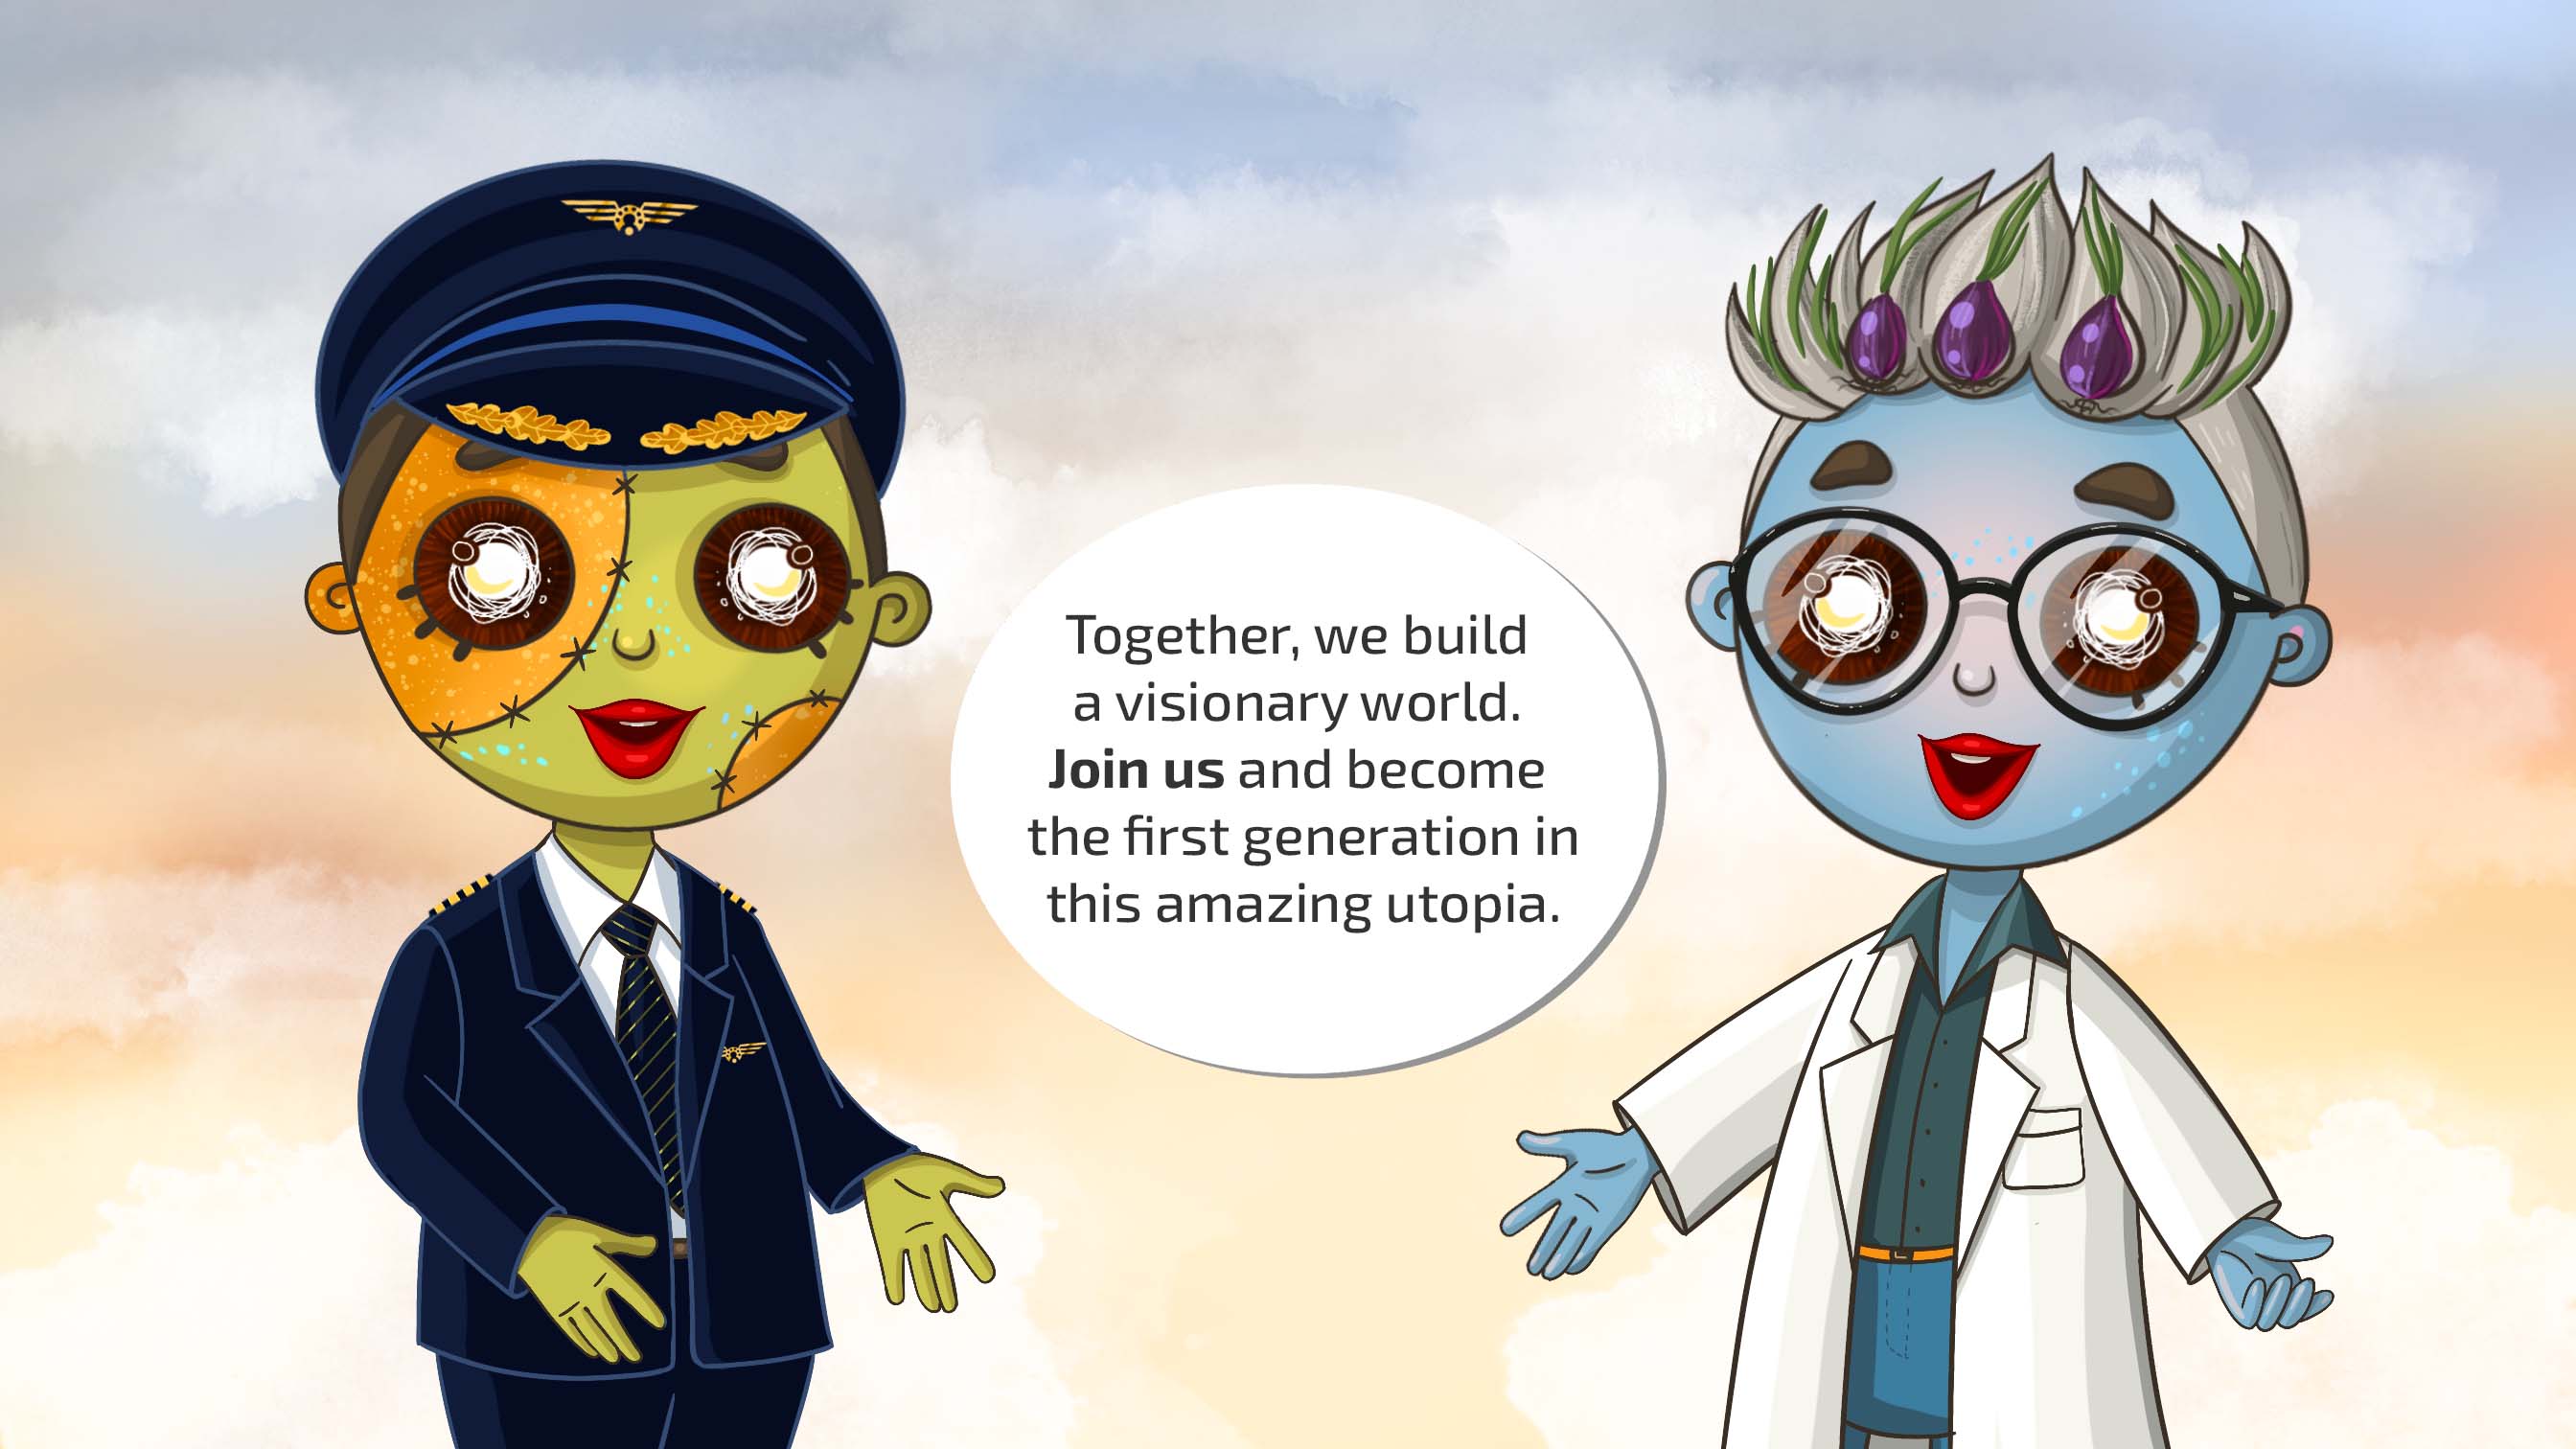 Together, we build
a visionary world.
Join us and become
the first generation in
this amazing utopia.